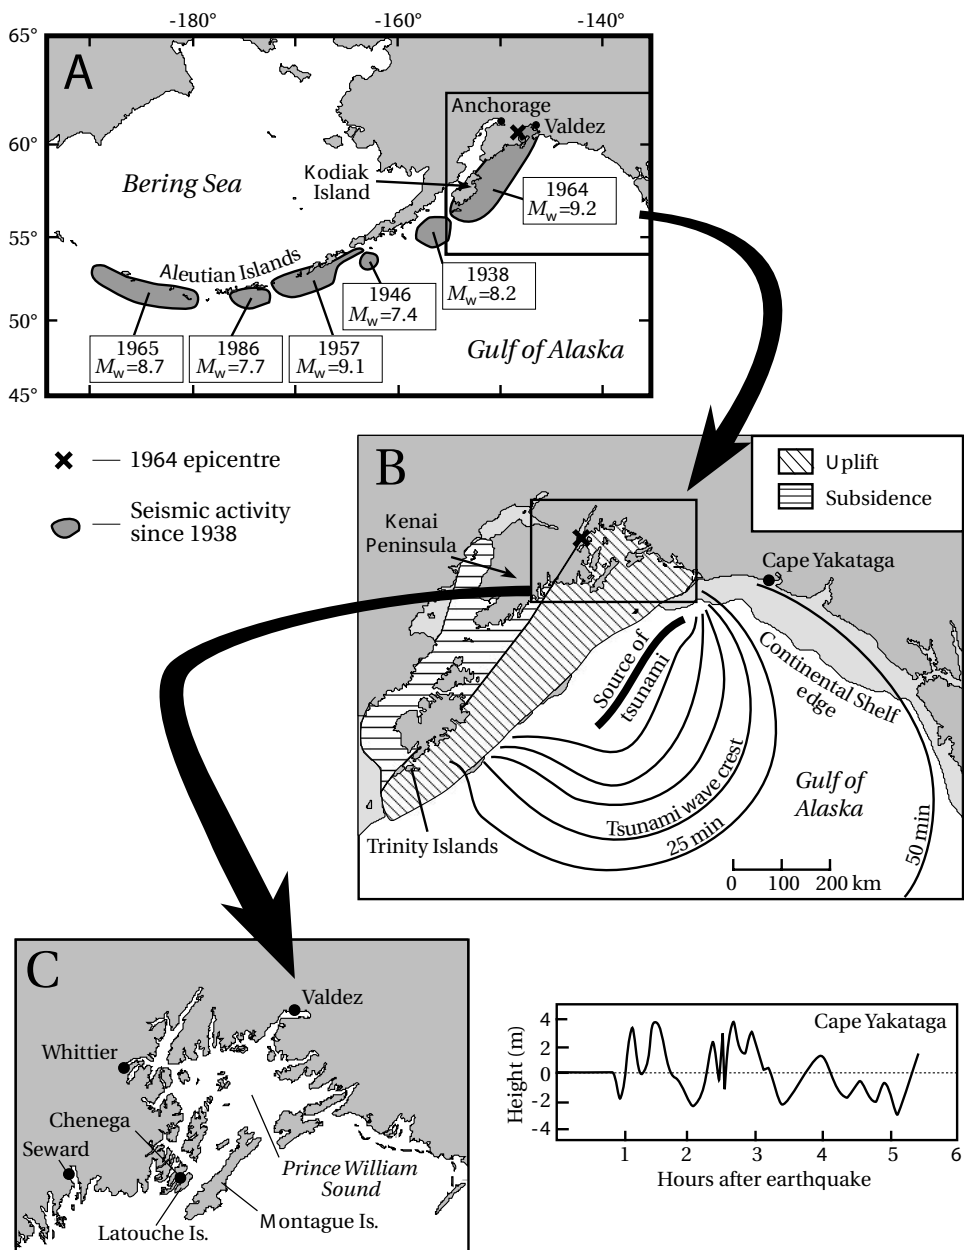 -180°
-160°
-140°
65°
60°
55°
50°
45°
A
Anchorage
Valdez
Kodiak
Island
Bering Sea
Aleutian Islands
Gulf of Alaska
1964
Mw=9.2
1938
Mw=8.2
1946
Mw=7.4
1957
Mw=9.1
1986
Mw=7.7
1965
Mw=8.7
1964 epicentre
Seismic activity
since 1938
B
Uplift
Subsidence
Kenai
Peninsula
Cape Yakataga
Source of
tsunami
Continental Shelf
edge
Tsunami wave crest
25 min
50 min
Gulf of
Alaska
Trinity Islands
0 100 200 km
C
Valdez
Whittier
Chenega
Seward
Prince William
Sound
Montague Is.
Latouche Is.
Cape Yakataga
Height (m)
4
2
0
-2
-4
1 2 3 4 5 6
Hours after earthquake